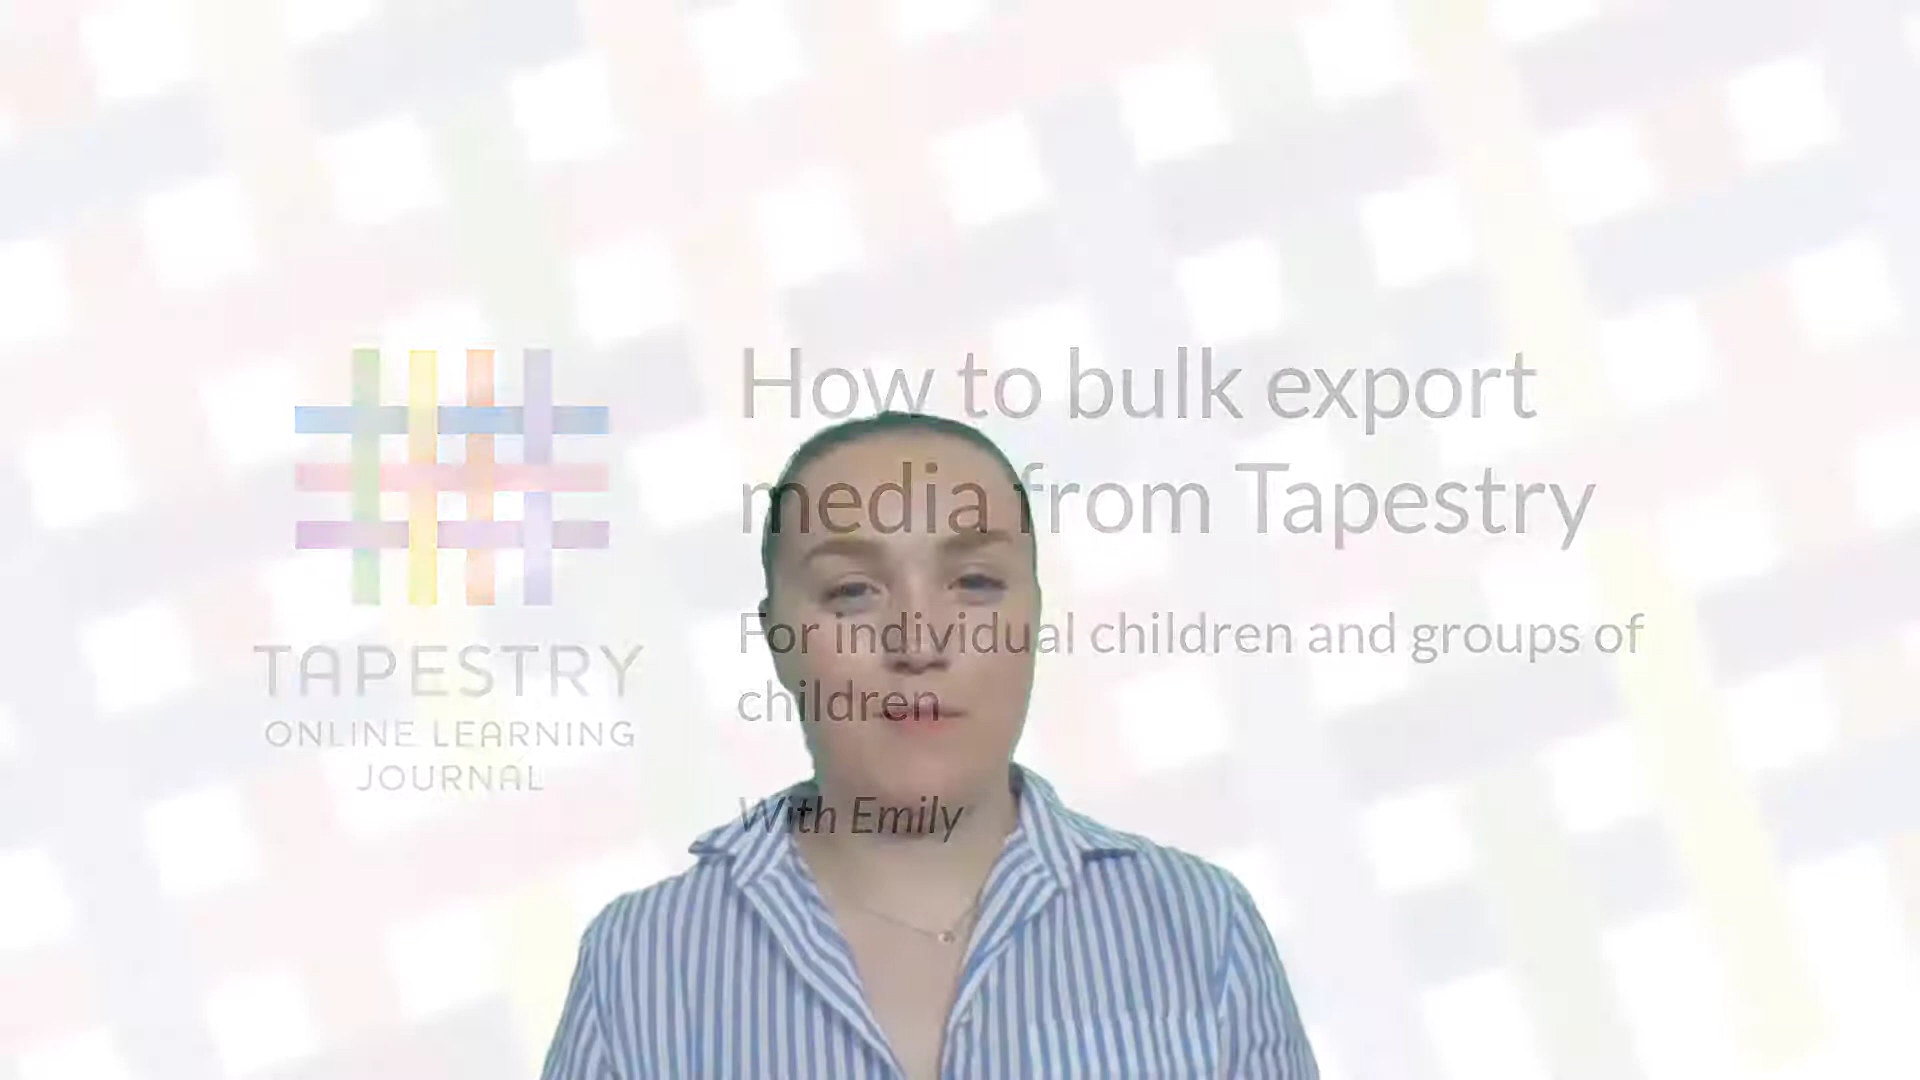 How to bulk export
media from Tapestry
For individual children and groups of
children
With Emily
TAPESTRY
ONLINE LEARNING
JOURNAL